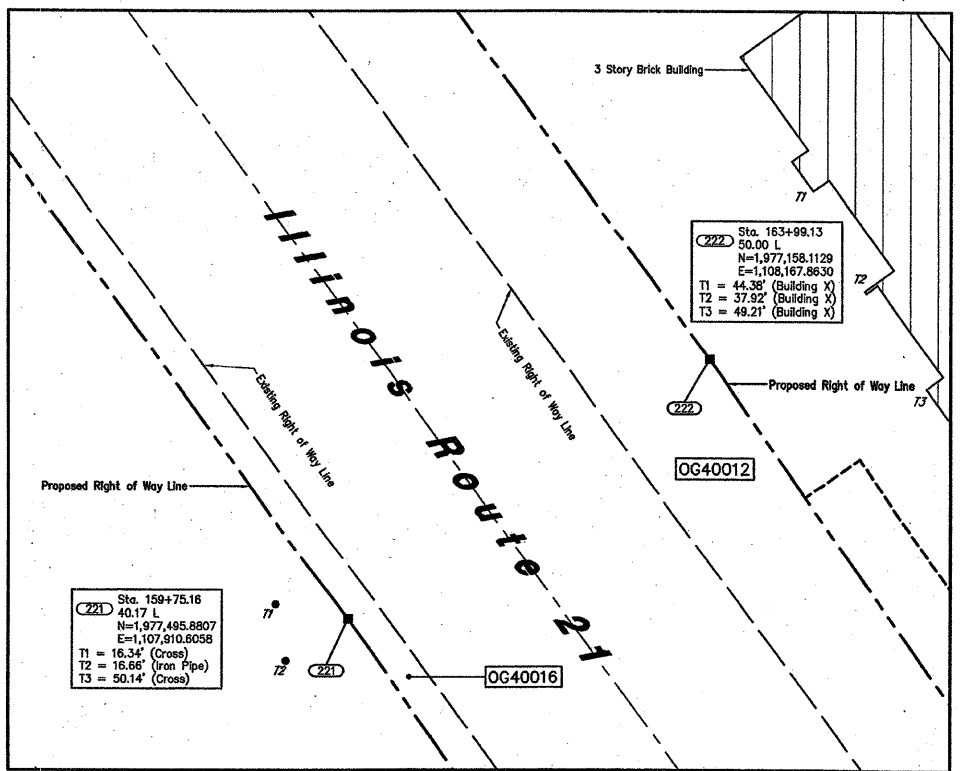 3 Story Brick Building
T1
222
Sta. 163+99.13
50.00 L
N=1,977,158.1129
E=1,108,167.8630
T1 = 44.38' (Building X)
T2 = 37.92' (Building X)
T3 = 49.21' (Building X)
T2
Illinois Route 21
Existing Right of Way Line
Existing Right of Way Line
Proposed Right of Way Line
T3
222
OG40012
Proposed Right of Way Line
221
Sta. 159+75.16
40.17 L
N=1,977,495.8807
E=1,107,910.6058
T1 = 16.34' (Cross)
T2 = 16.66' (Iron Pipe)
T3 = 50.14' (Cross)
T1
T2
221
OG40016